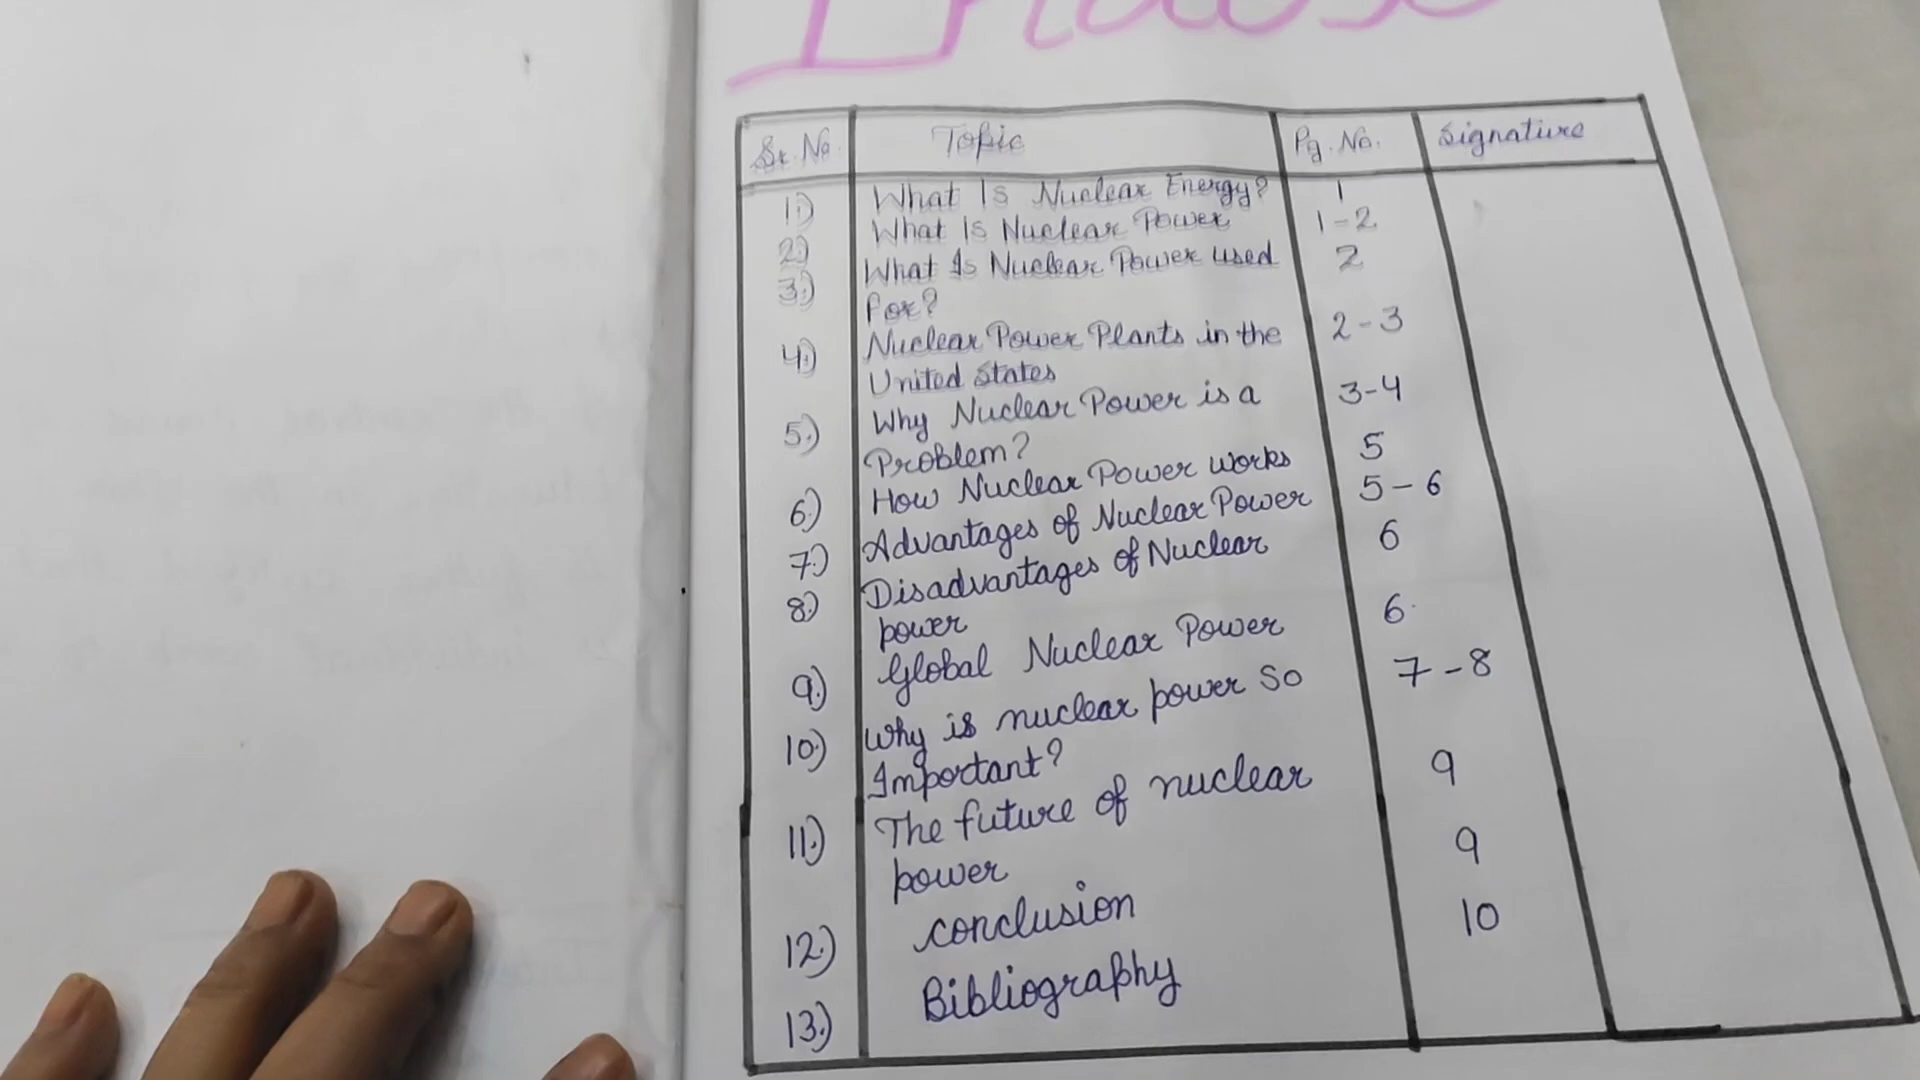 Index
Sr. No. Topic Pg. No. Signature
1.) What Is Nuclear Energy? 1
2.) What Is Nuclear Power 1-2
3.) What Is Nuclear Power used 2
for?
4.) Nuclear Power Plants in the 2-3
United States
5.) Why Nuclear Power is a 3-4
Problem?
6.) How Nuclear Power works 5
7.) Advantages of Nuclear Power 5-6
8.) Disadvantages of Nuclear 6
power
9.) Global Nuclear Power 6
10.) Why is nuclear power So 7-8
Important?
11.) The future of nuclear 9
power
12.) conclusion 9
13.) Bibliography 10